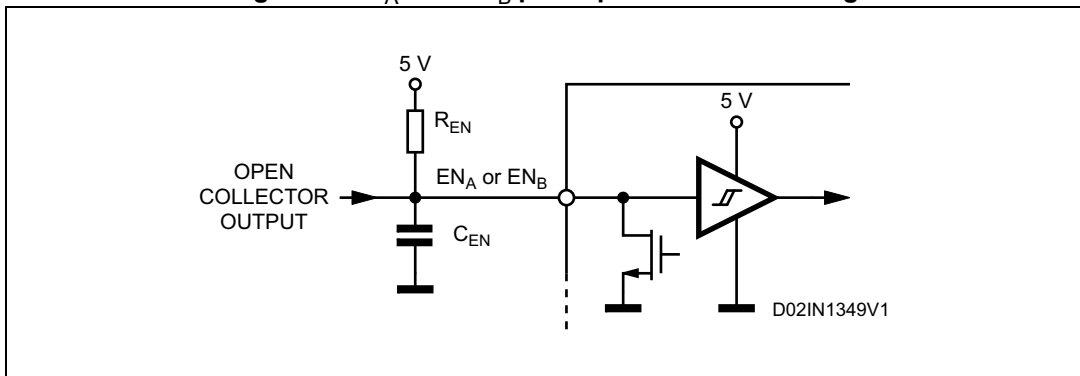 5 V
R_EN
5 V
OPEN
COLLECTOR
OUTPUT
EN_A or EN_B
C_EN
D02IN1349V1